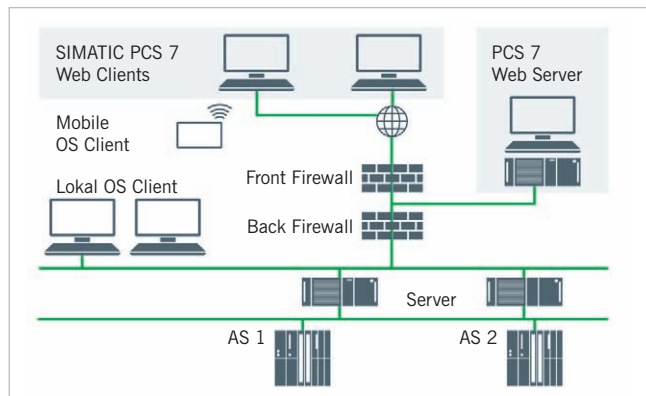 SIMATIC PCS 7
Web Clients
PCS 7
Web Server
Mobile
OS Client
Front Firewall
Lokal OS Client
Back Firewall
Server
AS 1
AS 2